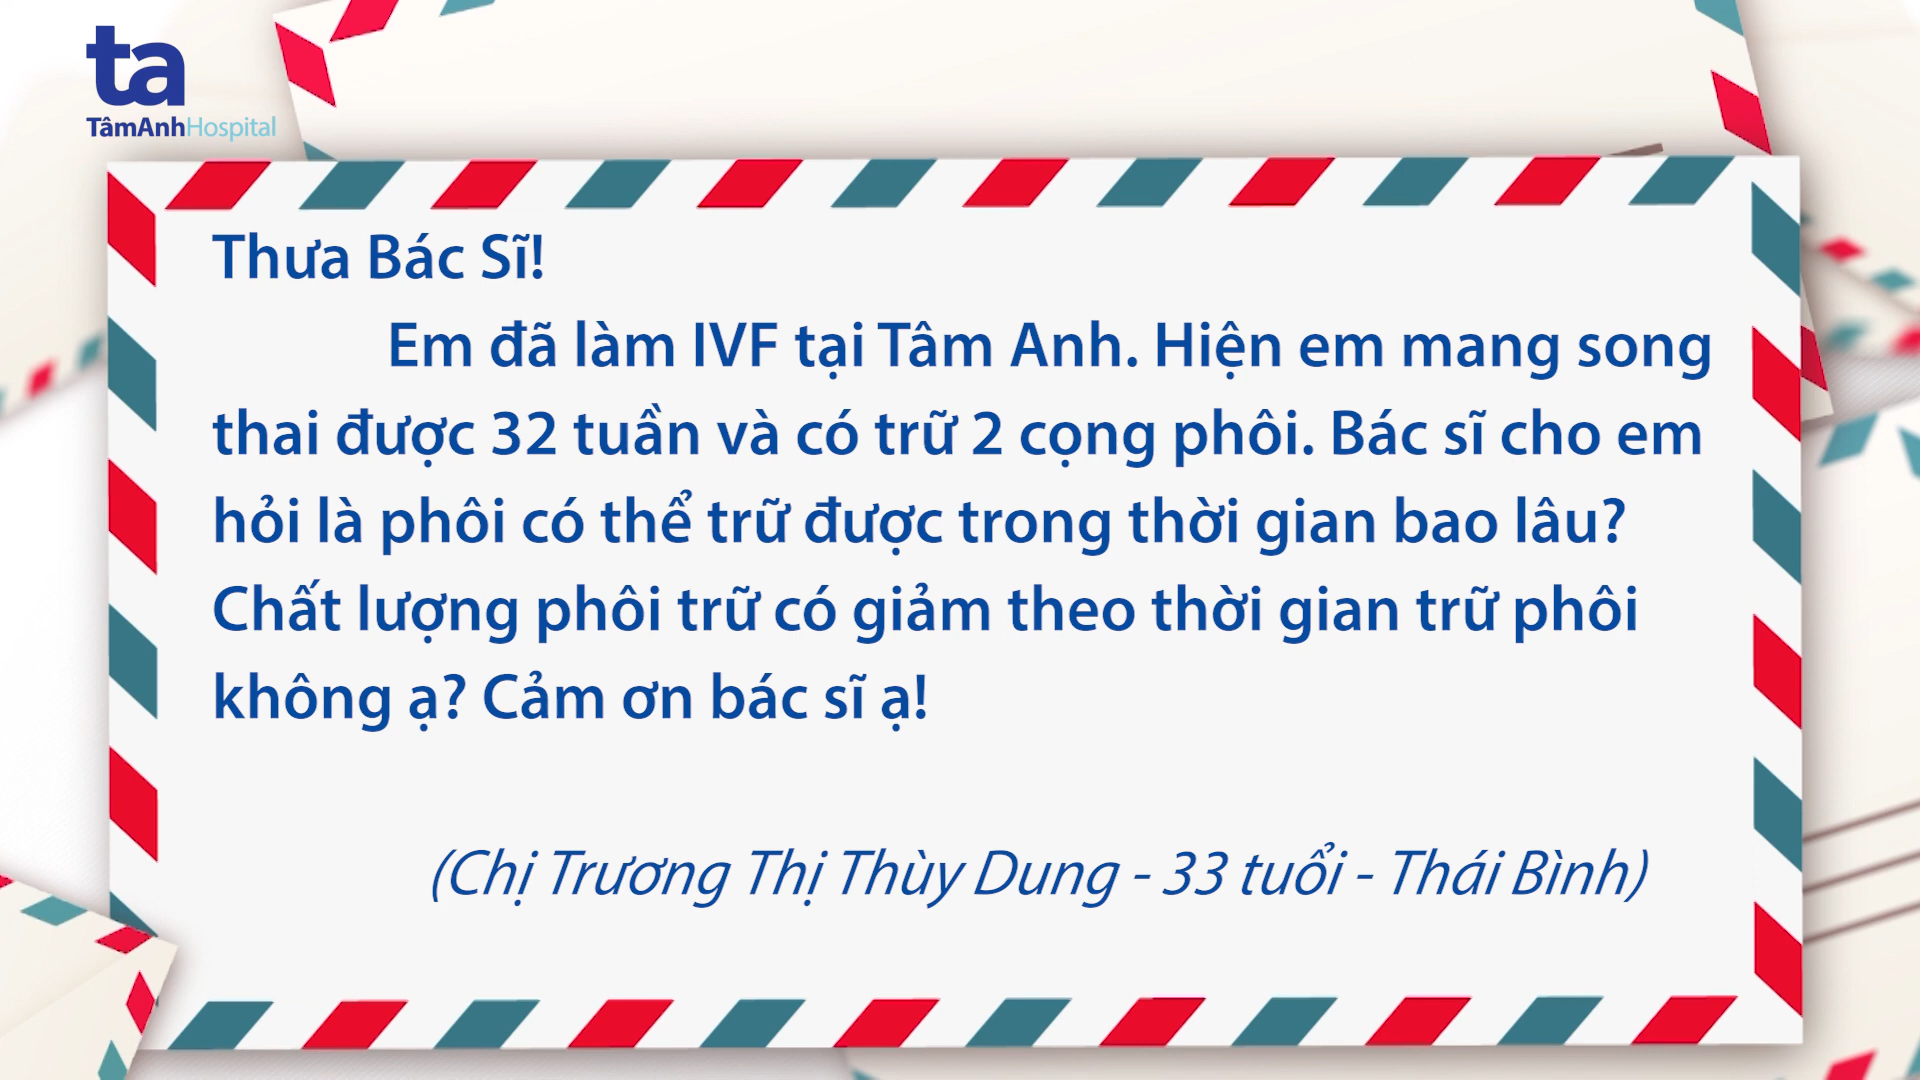 ta
TâmAnhHospital
Thưa Bác Sĩ!
Em đã làm IVF tại Tâm Anh. Hiện em mang song
thai được 32 tuần và có trữ 2 cọng phôi. Bác sĩ cho em
hỏi là phôi có thể trữ được trong thời gian bao lâu?
Chất lượng phôi trữ có giảm theo thời gian trữ phôi
không ạ? Cảm ơn bác sĩ ạ!
(Chị Trương Thị Thùy Dung - 33 tuổi - Thái Bình)